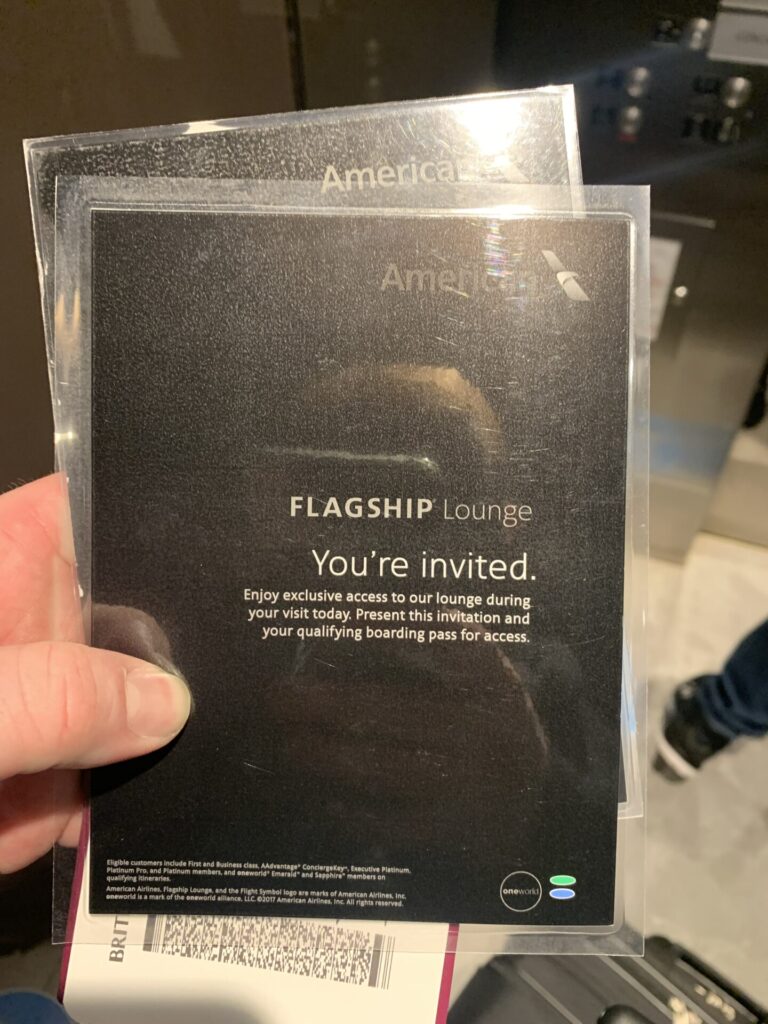 American
American
FLAGSHIP Lounge
You're invited.
Enjoy exclusive access to our lounge during
your visit today. Present this invitation and
your qualifying boarding pass for access.
Eligible customers include First and Business class, AAdvantage® ConciergeKey℠, Executive Platinum,
Platinum Pro, and Platinum members, and oneworld® Emerald℠ and Sapphire℠ members on
qualifying itineraries.
American Airlines, Flagship Lounge, and the Flight Symbol logo are marks of American Airlines, Inc.
oneworld is a mark of the oneworld alliance, LLC. ©2017 American Airlines, Inc. All rights reserved.
oneworld
BRIT